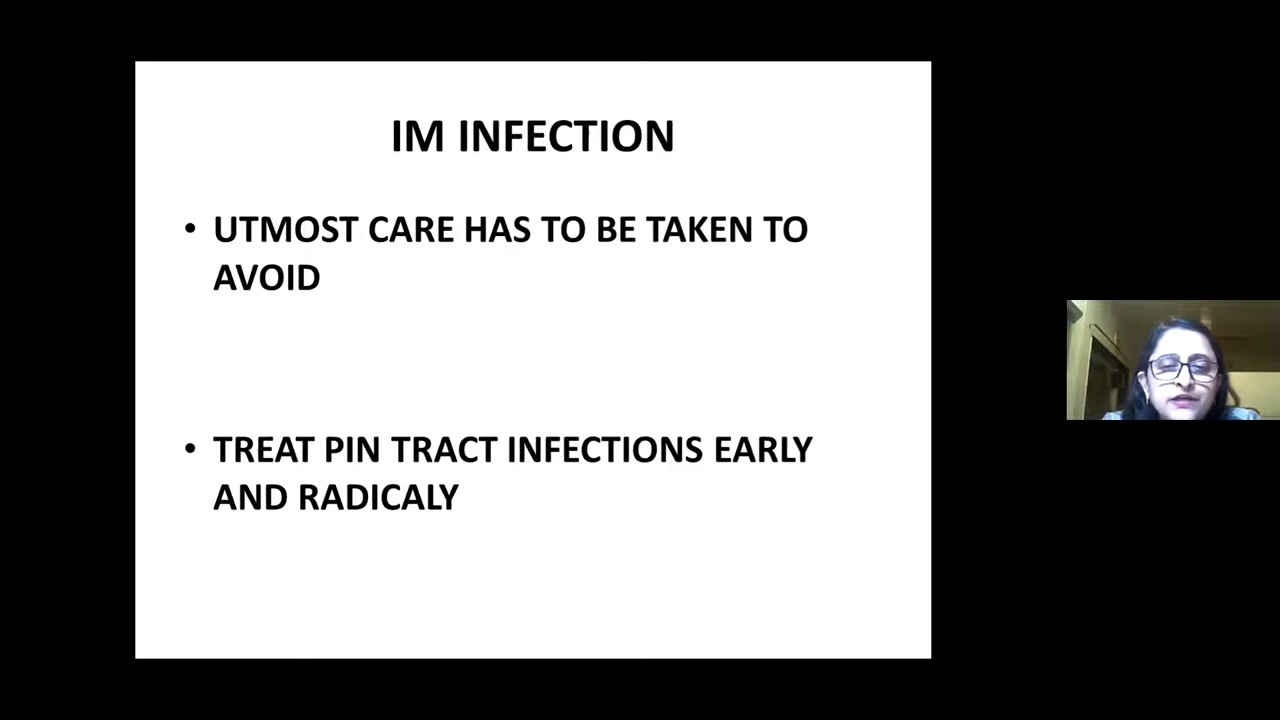 IM INFECTION
• UTMOST CARE HAS TO BE TAKEN TO
AVOID
• TREAT PIN TRACT INFECTIONS EARLY
AND RADICALY